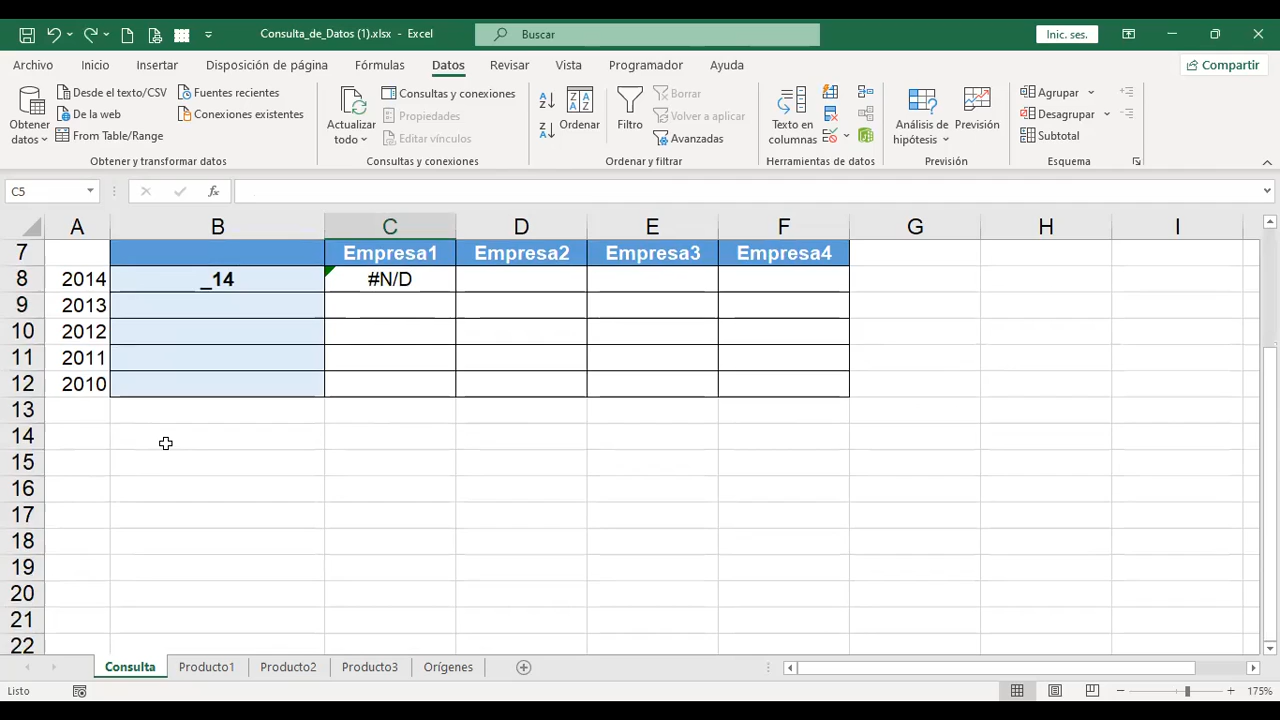 Consulta_de_Datos (1).xlsx - Excel
Buscar
Inic. ses.
Archivo Inicio Insertar Disposición de página Fórmulas Datos Revisar Vista Programador Ayuda
Compartir
Obtener datos
Desde el texto/CSV
De la web
From Table/Range
Fuentes recientes
Conexiones existentes
Obtener y transformar datos
Actualizar todo
Consultas y conexiones
Propiedades
Editar vínculos
Consultas y conexiones
Ordenar
Filtro
Borrar
Volver a aplicar
Avanzadas
Ordenar y filtrar
Texto en columnas
Herramientas de datos
Análisis de hipótesis
Previsión
Previsión
Agrupar
Desagrupar
Subtotal
Esquema
C5
fx
A B C D E F G H I
7 Empresa1 Empresa2 Empresa3 Empresa4
8 2014 _14 #N/D
9 2013
10 2012
11 2011
12 2010
13
14
15
16
17
18
19
20
21
22
Consulta Producto1 Producto2 Producto3 Orígenes
Listo
175%